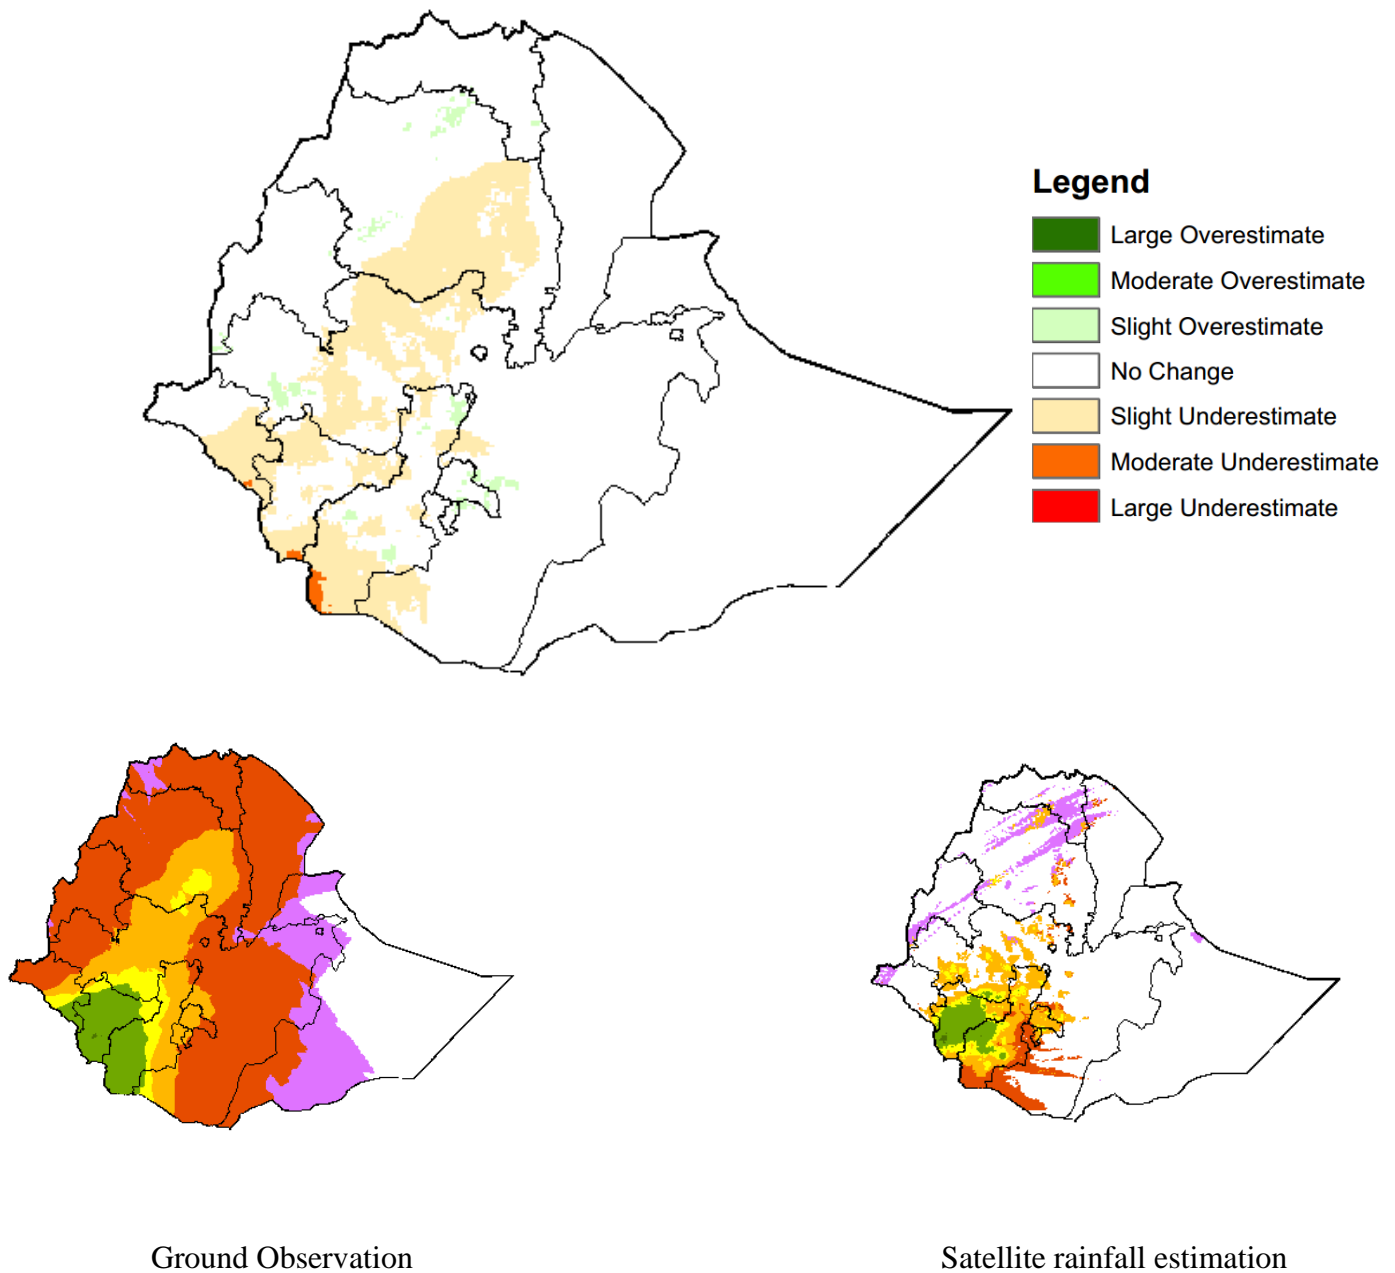 Legend
Large Overestimate
Moderate Overestimate
Slight Overestimate
No Change
Slight Underestimate
Moderate Underestimate
Large Underestimate
Ground Observation
Satellite rainfall estimation